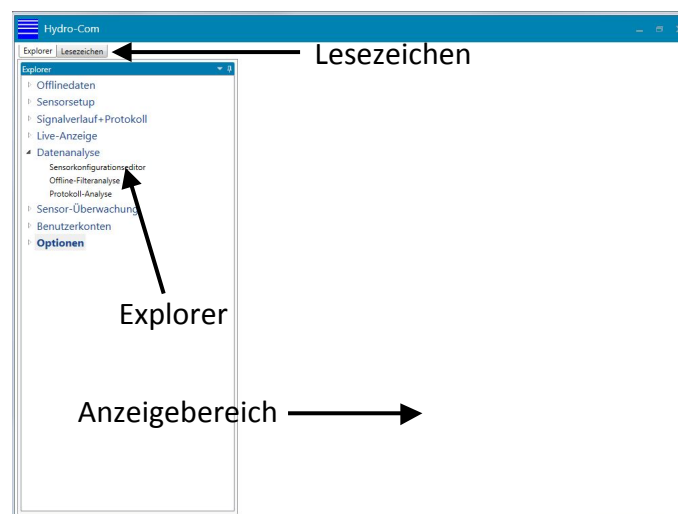 Hydro-Com
Explorer Lesezeichen
Lesezeichen
Explorer
Offlinedaten
Sensorsetup
Signalverlauf+Protokoll
Live-Anzeige
Datenanalyse
Sensorkonfigurationseditor
Offline-Filteranalyse
Protokoll-Analyse
Sensor-Überwachung
Benutzerkonten
Optionen
Explorer
Anzeigebereich